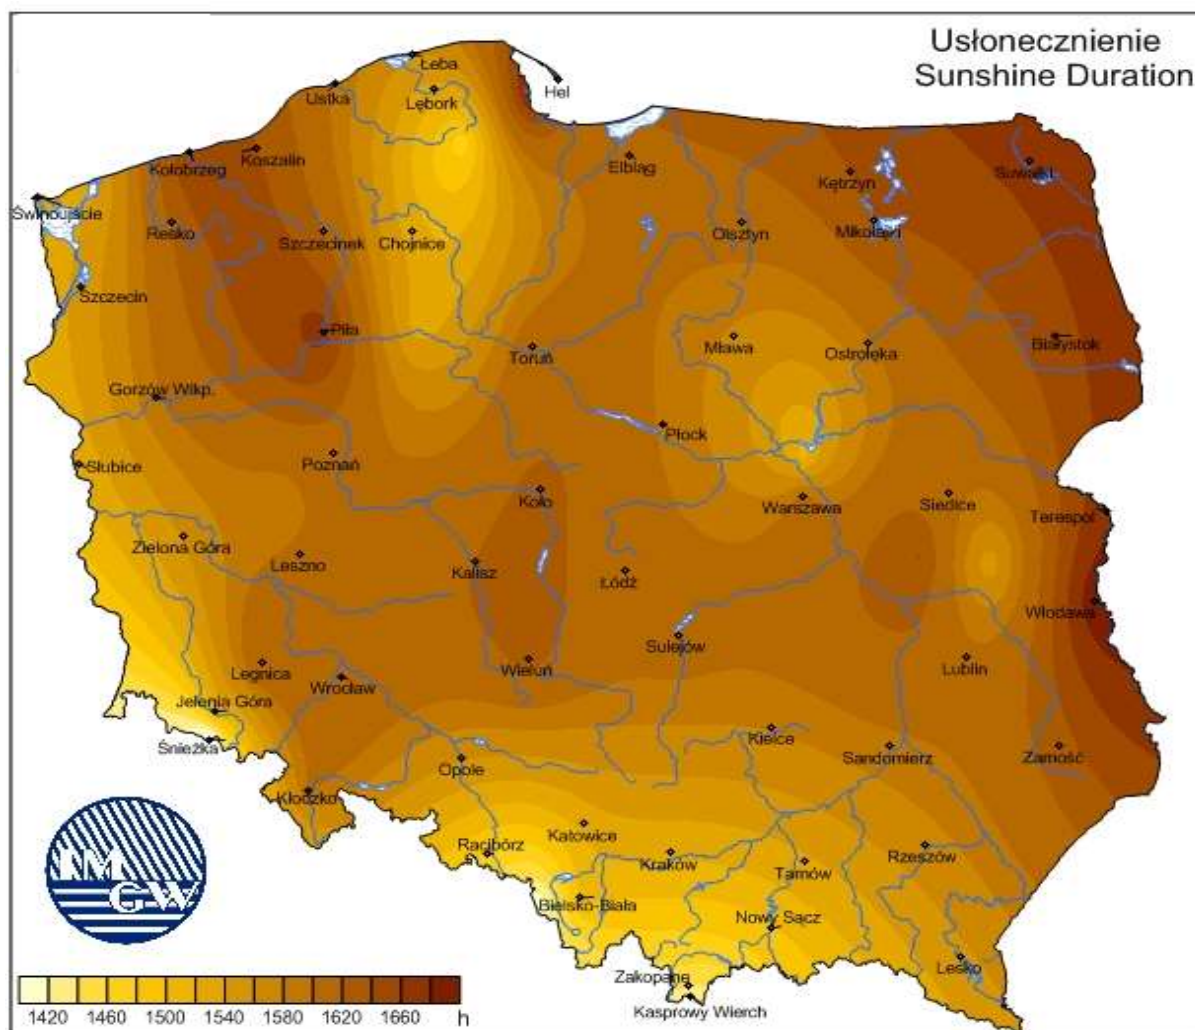 Usłonecznienie
Sunshine Duration
Łeba
Ustka
Lębork
Hel
Koszalin
Kołobrzeg
Elbląg
Kętrzyn
Suwałki
Świnoujście
Resko
Szczecinek
Chojnice
Olsztyn
Mikołajki
Szczecin
Piła
Toruń
Mława
Ostrołęka
Białystok
Gorzów Wlkp.
Płock
Słubice
Poznań
Koło
Warszawa
Siedlce
Terespol
Zielona Góra
Leszno
Kalisz
Łódź
Włodawa
Sulejów
Legnica
Wrocław
Wieluń
Lublin
Jelenia Góra
Śnieżka
Kielce
Sandomierz
Zamość
Opole
Kłodzko
Katowice
Racibórz
Kraków
Tarnów
Rzeszów
IMGW
Bielsko-Biała
Nowy Sącz
Lesko
Zakopane
Kasprowy Wierch
1420 1460 1500 1540 1580 1620 1660 h